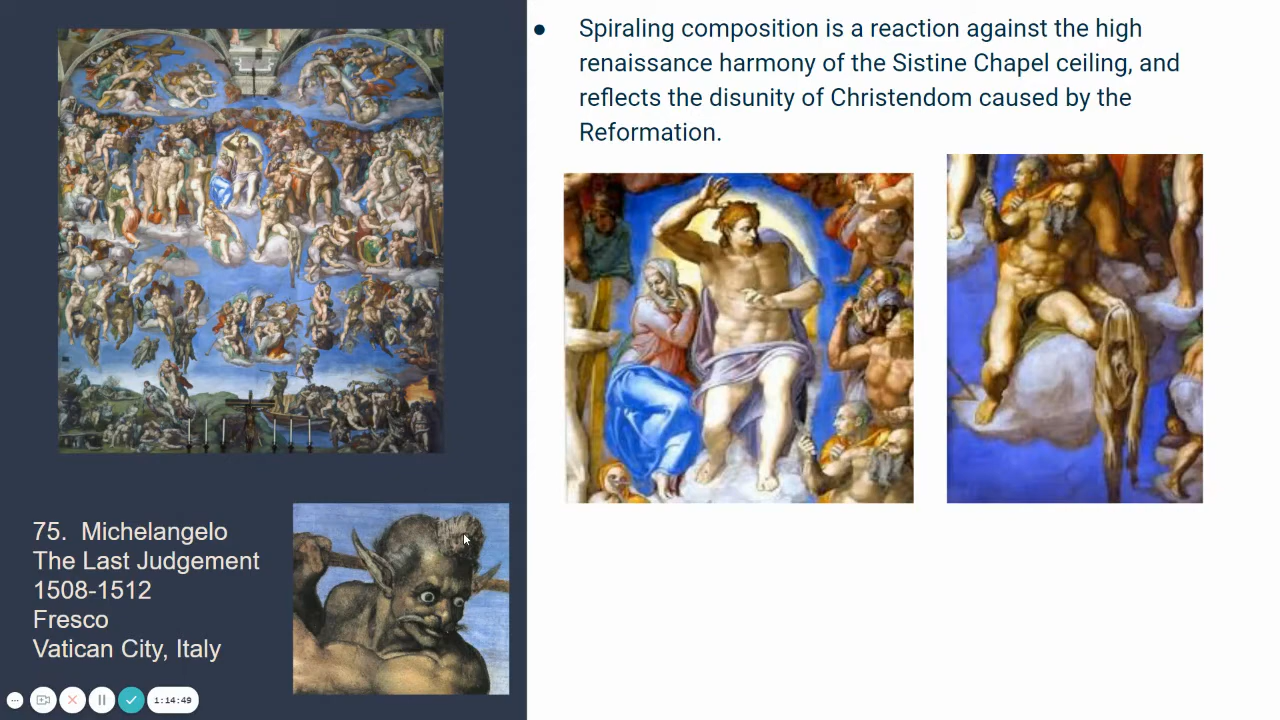 ● Spiraling composition is a reaction against the high
renaissance harmony of the Sistine Chapel ceiling, and
reflects the disunity of Christendom caused by the
Reformation.
75. Michelangelo
The Last Judgement
1508-1512
Fresco
Vatican City, Italy
1:14:49